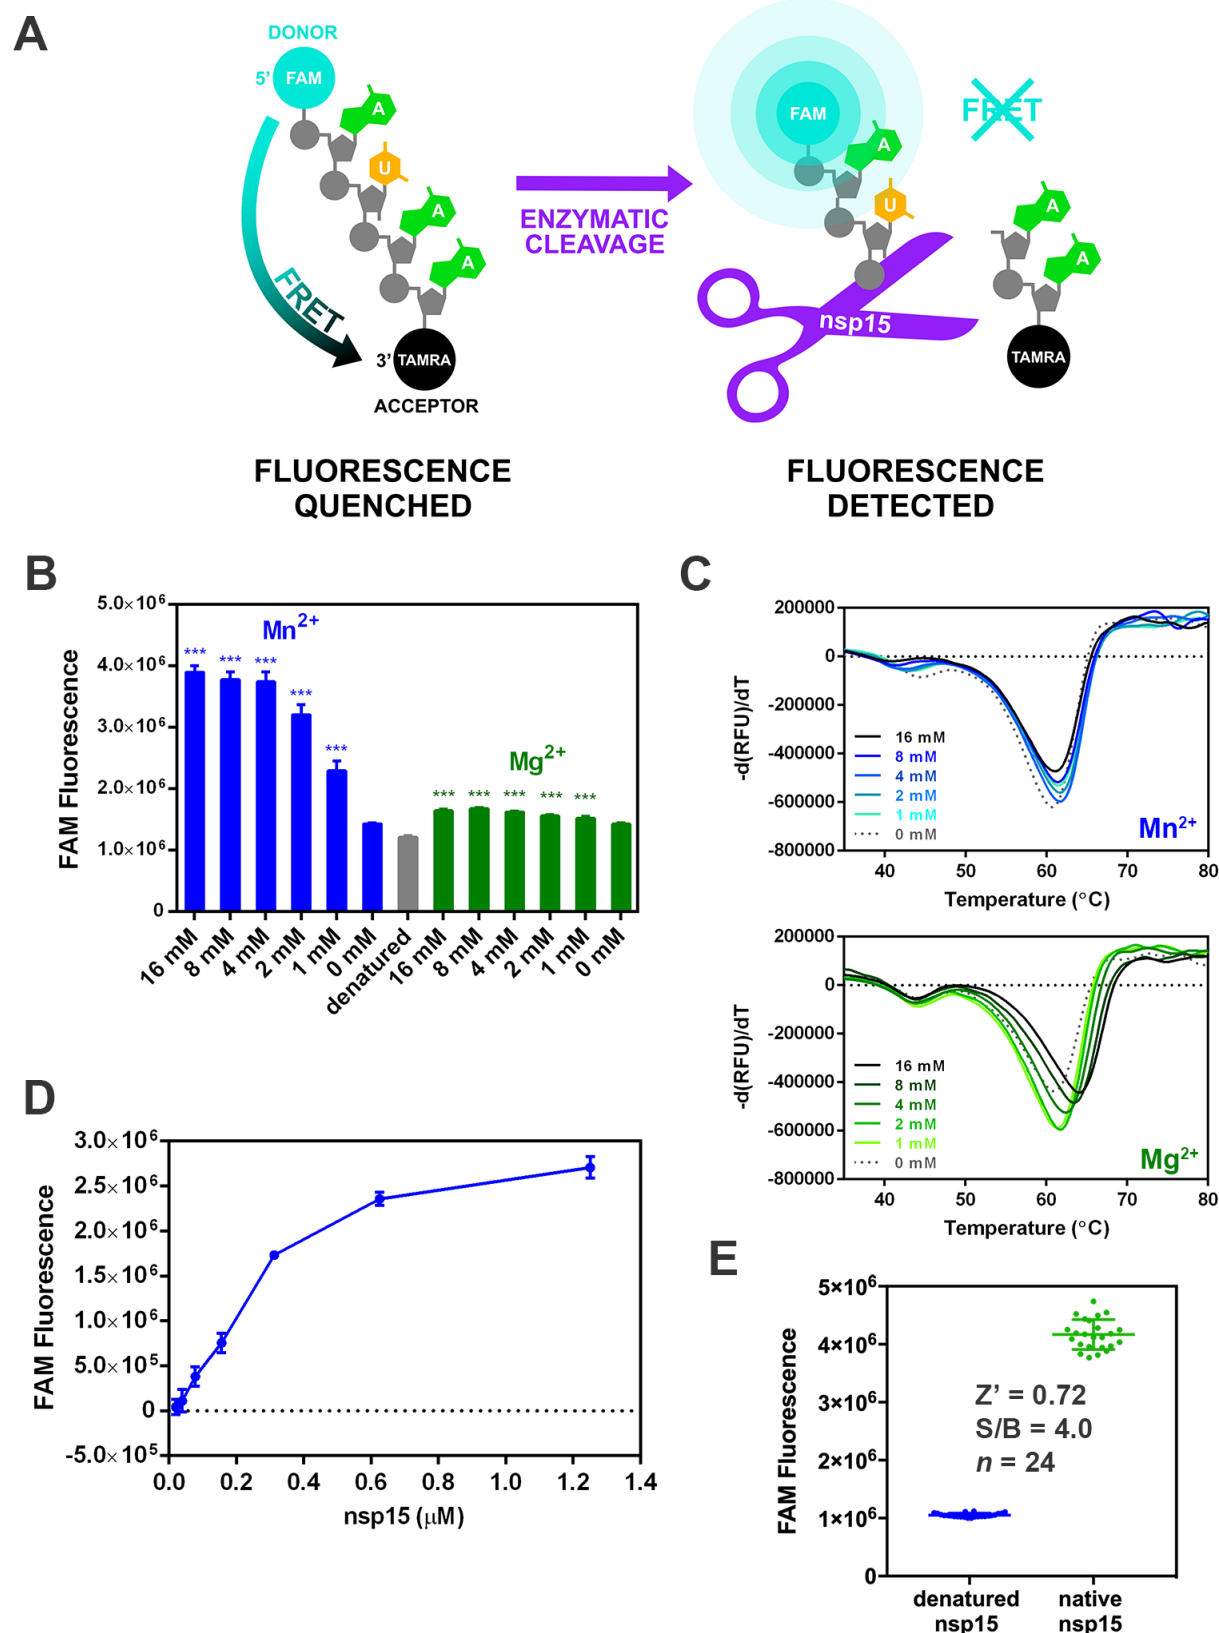 A
DONOR
5’
FAM
A
U
A
A
FRET
3’
TAMRA
ACCEPTOR
FLUORESCENCE
QUENCHED
ENZYMATIC
CLEAVAGE
FAM
FRET
A
U
nsp15
A
A
TAMRA
FLUORESCENCE
DETECTED
B
FAM Fluorescence
5.0×10⁶
4.0×10⁶
3.0×10⁶
2.0×10⁶
1.0×10⁶
0
Mn²⁺
*** *** *** *** ***
Mg²⁺
*** *** *** *** ***
16 mM
8 mM
4 mM
2 mM
1 mM
0 mM
denatured
16 mM
8 mM
4 mM
2 mM
1 mM
0 mM
C
-d(RFU)/dT
200000
0
-200000
-400000
-600000
-800000
16 mM
8 mM
4 mM
2 mM
1 mM
0 mM
Mn²⁺
40 50 60 70 80
Temperature (°C)
-d(RFU)/dT
200000
0
-200000
-400000
-600000
-800000
16 mM
8 mM
4 mM
2 mM
1 mM
0 mM
Mg²⁺
40 50 60 70 80
Temperature (°C)
D
FAM Fluorescence
3.0×10⁶
2.5×10⁶
2.0×10⁶
1.5×10⁶
1.0×10⁶
5.0×10⁵
0
-5.0×10⁵
0.0 0.2 0.4 0.6 0.8 1.0 1.2 1.4
nsp15 (μM)
E
FAM Fluorescence
5×10⁶
4×10⁶
3×10⁶
2×10⁶
1×10⁶
0
Z’ = 0.72
S/B = 4.0
n = 24
denatured
nsp15
native
nsp15